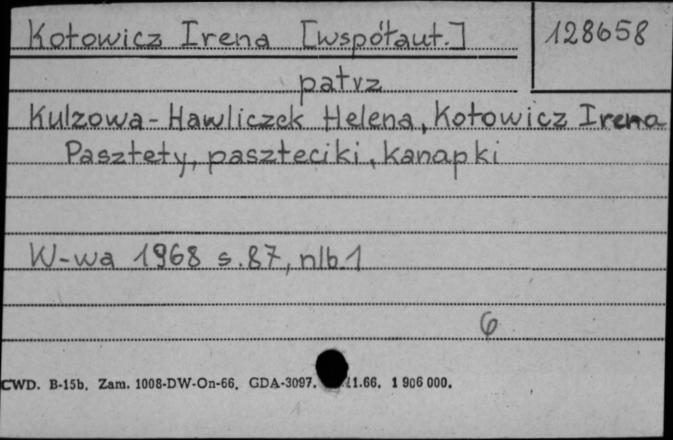 Kotowicz Irena [współaut.]
128658
patrz
Kulzowa-Hawliczek Helena, Kotowicz Irena
Pasztety, paszteciki, kanapki
W-wa 1968 s.87, nlb.1
6
CWD. B-15b. Zam. 1008-DW-On-66. GDA-3097. 1.66. 1 906 000.